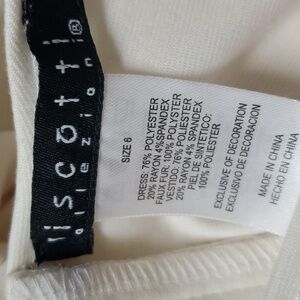 Viscotti
SIZE 6
DRESS: 76% POLYESTER
20% RAYON 4%SPANDEX
FAUX FUR: 100% POLYESTER
VESTIDO: 76% POLIESTER
20% RAYON 4% SPANDEX
PIEL DE SINTETICO:
100% POLIESTER
EXCLUSIVE OF DECORATION
EXCLUSIVO DE DECORACION
MADE IN CHINA
HECHO EN CHINA